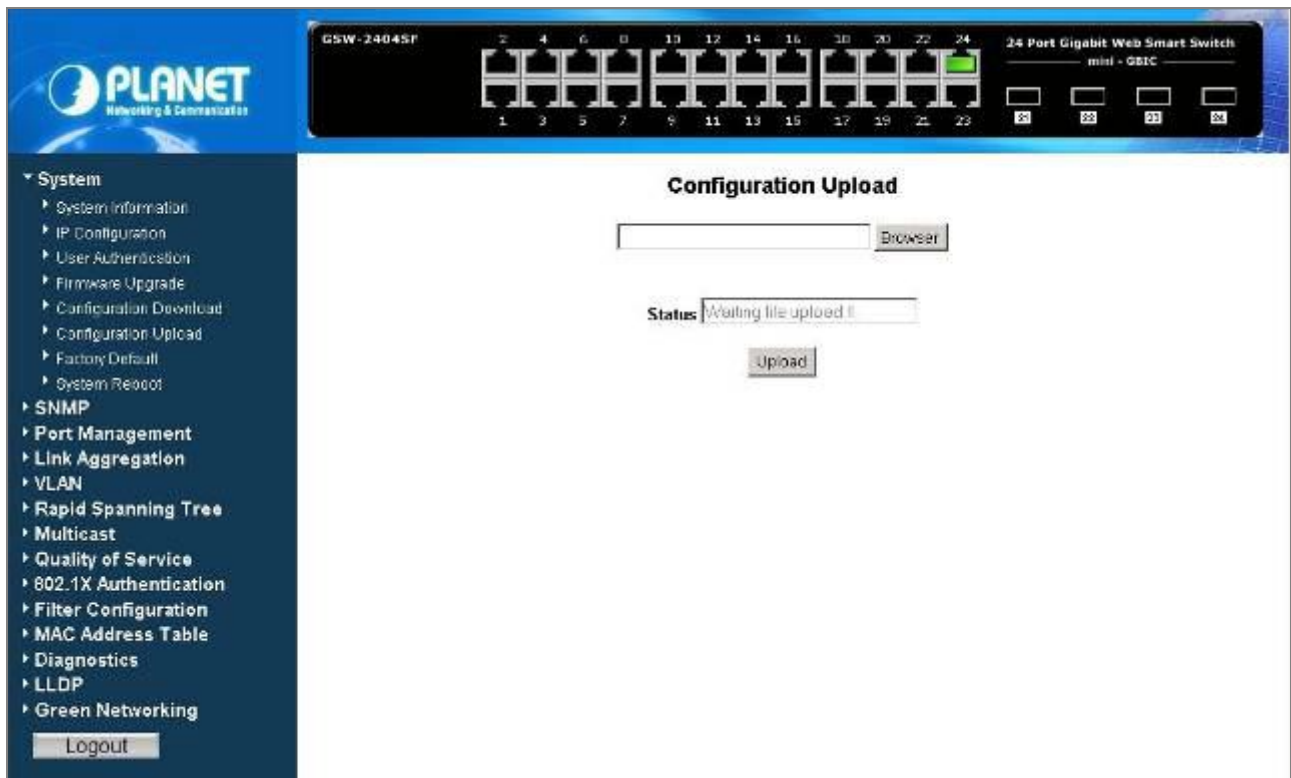 PLANET
Networking & Communication
GSW-2404SF
2 4 6 8 10 12 14 16 18 20 22 24
1 3 5 7 9 11 13 15 17 19 21 23
24 Port Gigabit Web Smart Switch
mini - GBIC
21 22 23 24
System
System Information
IP Configuration
User Authentication
Firmware Upgrade
Configuration Download
Configuration Upload
Factory Default
System Reboot
SNMP
Port Management
Link Aggregation
VLAN
Rapid Spanning Tree
Multicast
Quality of Service
802.1X Authentication
Filter Configuration
MAC Address Table
Diagnostics
LLDP
Green Networking
Logout
Configuration Upload
Browser
Status Waiting file upload !!
Upload